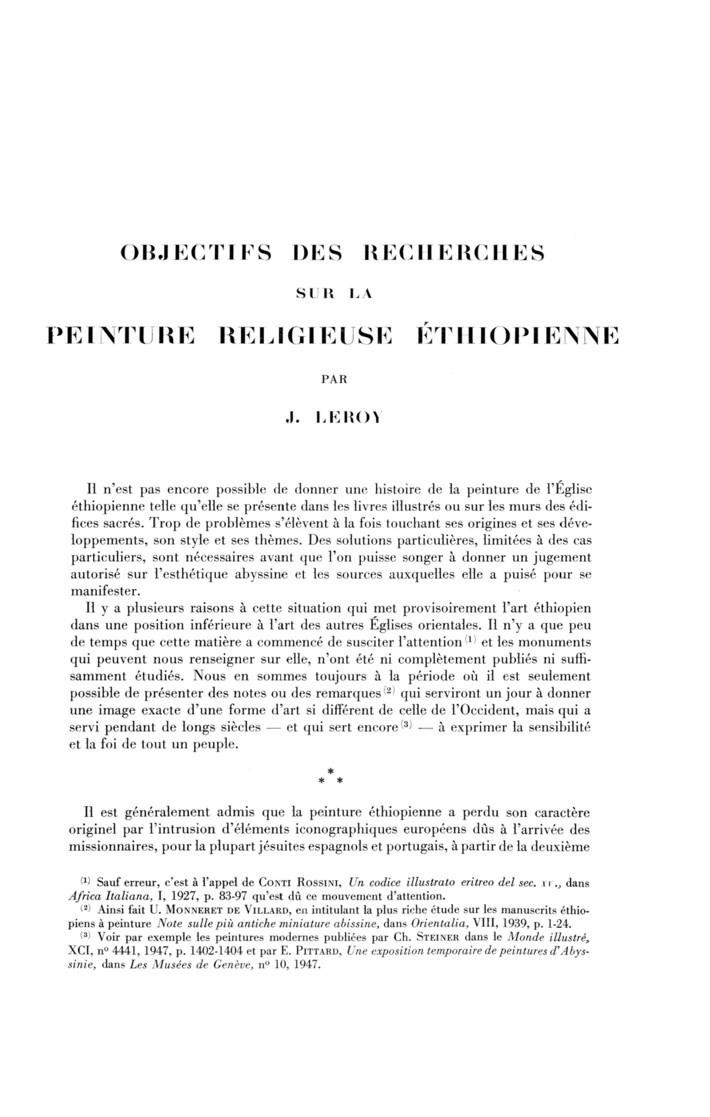 OBJECTIFS DES RECHERCHES
SUR LA
PEINTURE RELIGIEUSE ÉTHIOPIENNE
PAR
J. LEROY
Il n'est pas encore possible de donner une histoire de la peinture de l'Église
éthiopienne telle qu'elle se présente dans les livres illustrés ou sur les murs des édi-
fices sacrés. Trop de problèmes s'élèvent à la fois touchant ses origines et ses déve-
loppements, son style et ses thèmes. Des solutions particulières, limitées à des cas
particuliers, sont nécessaires avant que l'on puisse songer à donner un jugement
autorisé sur l'esthétique abyssine et les sources auxquelles elle a puisé pour se
manifester.
Il y a plusieurs raisons à cette situation qui met provisoirement l'art éthiopien
dans une position inférieure à l'art des autres Églises orientales. Il n'y a que peu
de temps que cette matière a commencé de susciter l'attention (1) et les monuments
qui peuvent nous renseigner sur elle, n'ont été ni complètement publiés ni suffi-
samment étudiés. Nous en sommes toujours à la période où il est seulement
possible de présenter des notes ou des remarques (2) qui serviront un jour à donner
une image exacte d'une forme d'art si différent de celle de l'Occident, mais qui a
servi pendant de longs siècles — et qui sert encore (3) — à exprimer la sensibilité
et la foi de tout un peuple.
*
* *
Il est généralement admis que la peinture éthiopienne a perdu son caractère
originel par l'intrusion d'éléments iconographiques européens dûs à l'arrivée des
missionnaires, pour la plupart jésuites espagnols et portugais, à partir de la deuxième
(1) Sauf erreur, c'est à l'appel de CONTI ROSSINI, Un codice illustrato eritreo del sec. XV., dans
Africa Italiana, I, 1927, p. 83-97 qu'est dû ce mouvement d'attention.
(2) Ainsi fait U. MONNERET DE VILLARD, en intitulant la plus riche étude sur les manuscrits éthio-
piens à peinture Note sulle più antiche miniature abissine, dans Orientalia, VIII, 1939, p. 1-24.
(3) Voir par exemple les peintures modernes publiées par Ch. STEINER dans le Monde illustré,
XCI, nº 4441, 1947, p. 1402-1404 et par E. PITTARD, Une exposition temporaire de peintures d'Abys-
sinie, dans Les Musées de Genève, nº 10, 1947.